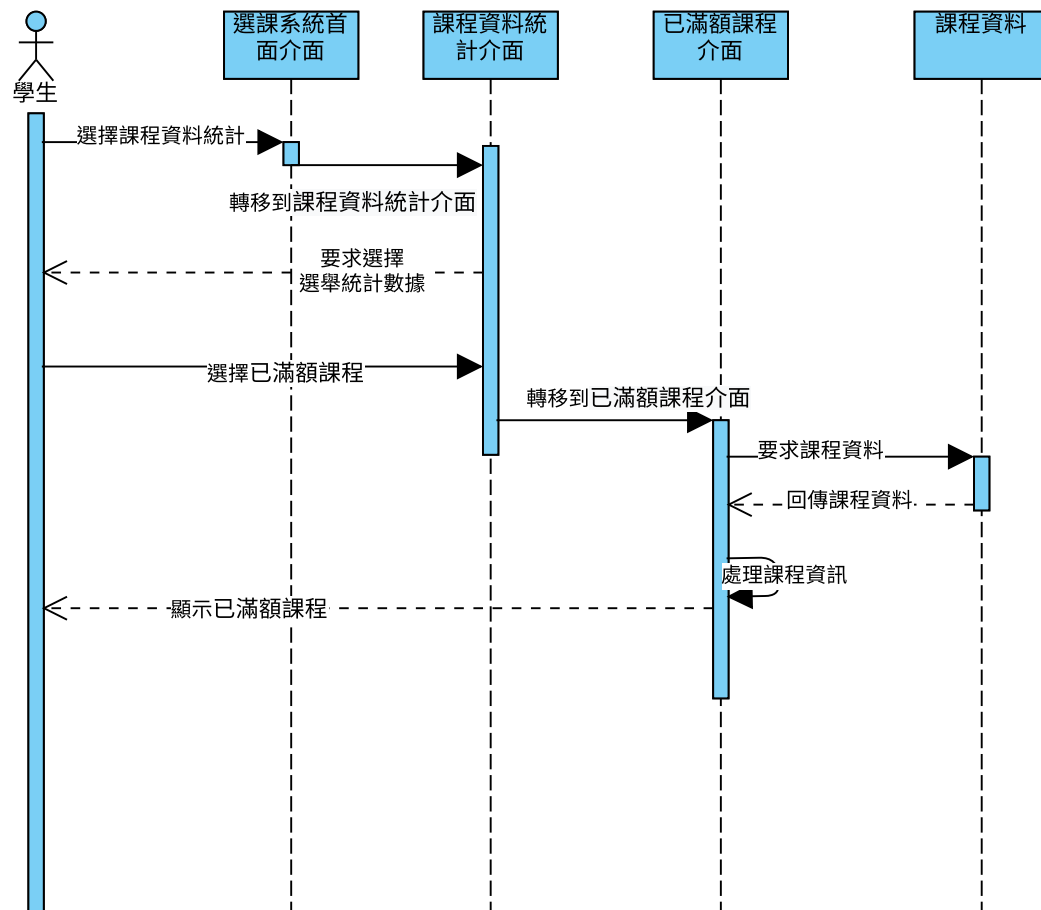 學生
選課系統首
面介面
課程資料統
計介面
已滿額課程
介面
課程資料
選擇課程資料統計
轉移到課程資料統計介面
要求選擇
選舉統計數據
選擇已滿額課程
轉移到已滿額課程介面
要求課程資料
回傳課程資料
處理課程資訊
顯示已滿額課程